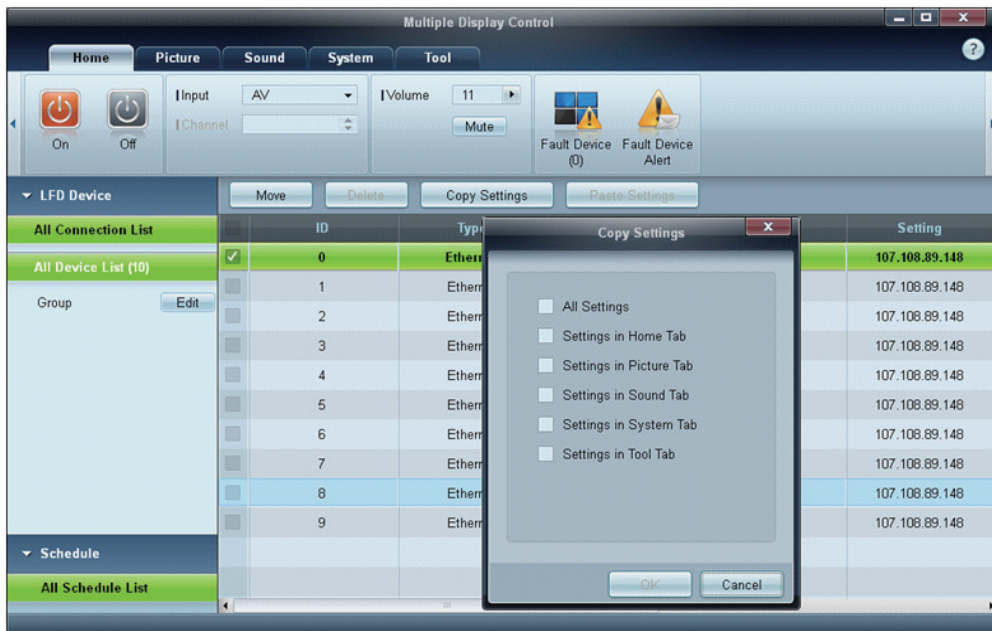 Multiple Display Control
Home Picture Sound System Tool
Input AV Volume 11
Channel Mute
On Off Fault Device (0) Fault Device Alert
LFD Device Move Delete Copy Settings Paste Settings
All Connection List ID Copy Settings Setting
All Device List (10) 0 107.108.89.148
Group Edit 1 107.108.89.148
2 107.108.89.148
3 107.108.89.148
4 107.108.89.148
5 107.108.89.148
6 107.108.89.148
7 107.108.89.148
8 107.108.89.148
9 107.108.89.148
All Settings
Settings in Home Tab
Settings in Picture Tab
Settings in Sound Tab
Settings in System Tab
Settings in Tool Tab
OK Cancel
Schedule
All Schedule List